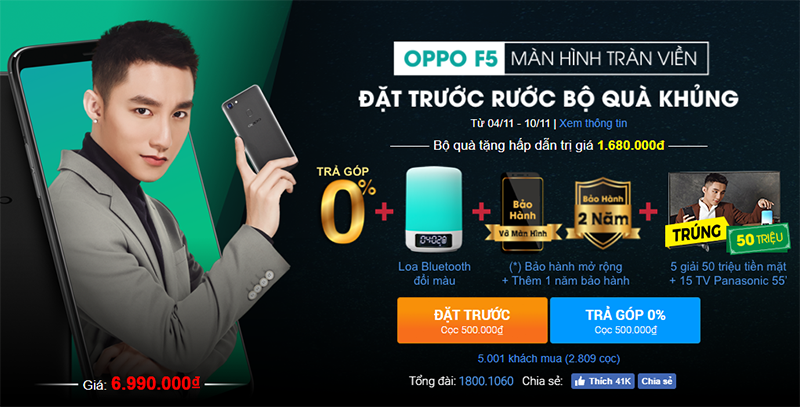 OPPO F5 MÀN HÌNH TRÀN VIỀN
ĐẶT TRƯỚC RƯỚC BỘ QUÀ KHỦNG
Từ 04/11 - 10/11 | Xem thông tin
Bộ quà tặng hấp dẫn trị giá 1.680.000đ
TRẢ GÓP
0%
+
04:028
+
Bảo Hành
Vỡ Màn Hình
Bảo Hành
2 Năm
+
TRÚNG
50 TRIỆU
Loa Bluetooth
đổi màu
(*) Bảo hành mở rộng
+ Thêm 1 năm bảo hành
5 giải 50 triệu tiền mặt
+ 15 TV Panasonic 55'
ĐẶT TRƯỚC
Cọc 500.000₫
TRẢ GÓP 0%
Cọc 500.000₫
5.001 khách mua (2.809 cọc)
Giá: 6.990.000₫
Tổng đài: 1800.1060 Chia sẻ: Thích 41K Chia sẻ